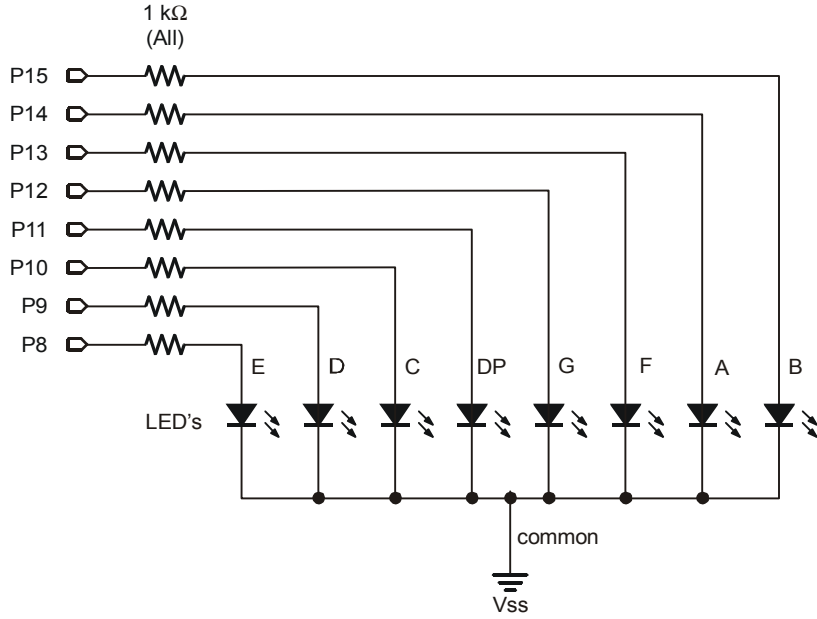 1 kΩ
(All)
P15
P14
P13
P12
P11
P10
P9
P8
E D C DP G F A B
LED's
common
Vss